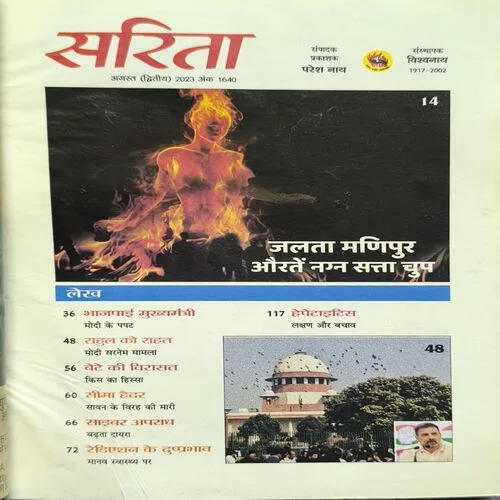 सरिता
अगस्त (द्वितीय) 2023 अंक 1640
संपादक
प्रकाशक
परेश नाथ
संस्थापक
विश्वनाथ
1917-2002
14
जलता मणिपुर
औरतें नग्न सत्ता चुप
लेख
36 भाजपाई मुख्यमंत्री
मोदी के पपेट
48 राहुल को राहत
मोदी सरनेम मामला
56 बेटे की विरासत
किस का हिस्सा
60 सीमा हैदर
सावन के विरह की मारी
66 साइबर अपराध
बढ़ता दायरा
72 रेडिएशन के दुष्प्रभाव
मानव स्वास्थ्य पर
117 हेपेटाइटिस
लक्षण और बचाव
48